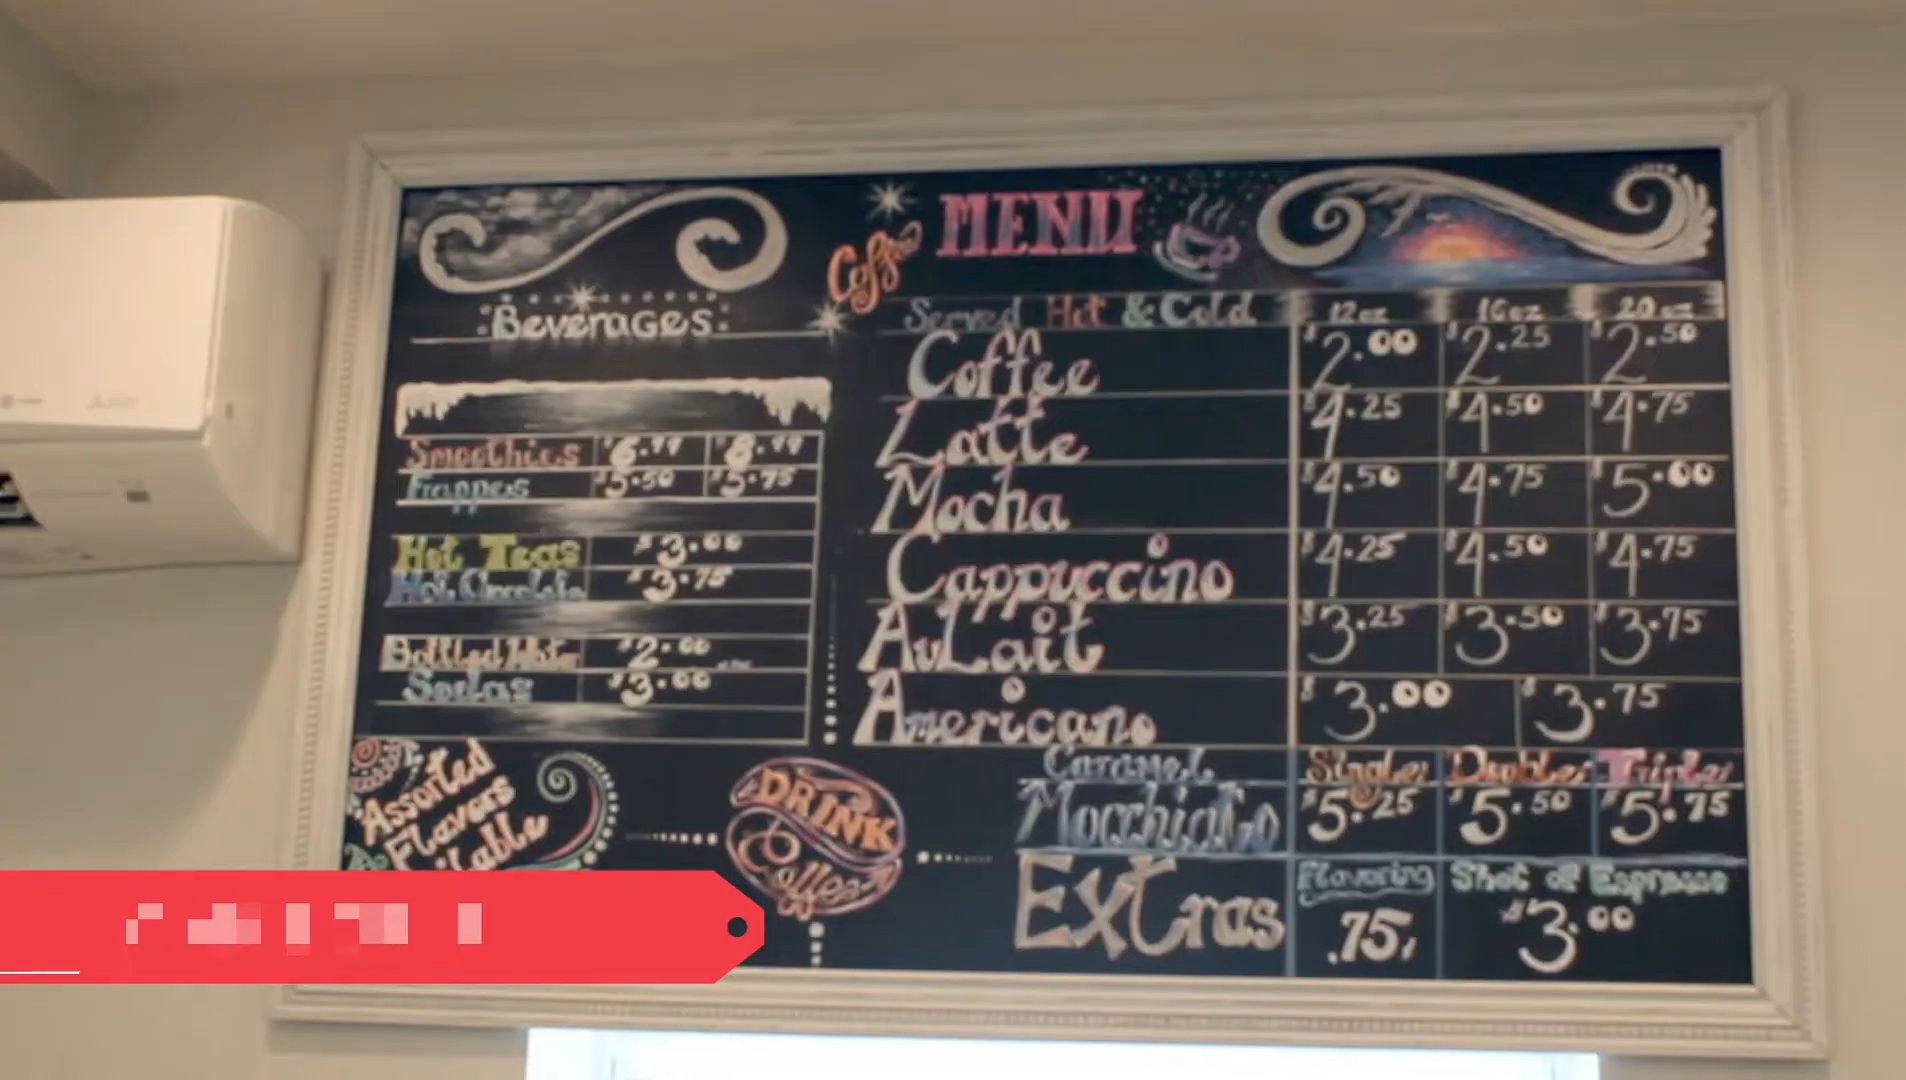 Coffee MENU
Beverages
Served Hot & Cold 12oz 16oz 20oz
Coffee $2.00 $2.25 $2.50
Latte $4.25 $4.50 $4.75
Mocha $4.50 $4.75 $5.00
Cappuccino $4.25 $4.50 $4.75
AuLait $3.25 $3.50 $3.75
Americano $3.00 $3.75
Caramel Single Double Triple
Macchiato $5.25 $5.50 $5.75
Extras Flavoring Shot of Espresso
.75 $3.00
Smoothies $6.99 $8.99
Frappes $5.50 $5.75
Hot Teas $3.00
Hot Chocolate $3.75
Bottled Water $2.00
Sodas $3.00
Assorted
Flavors
DRINK
Coffee